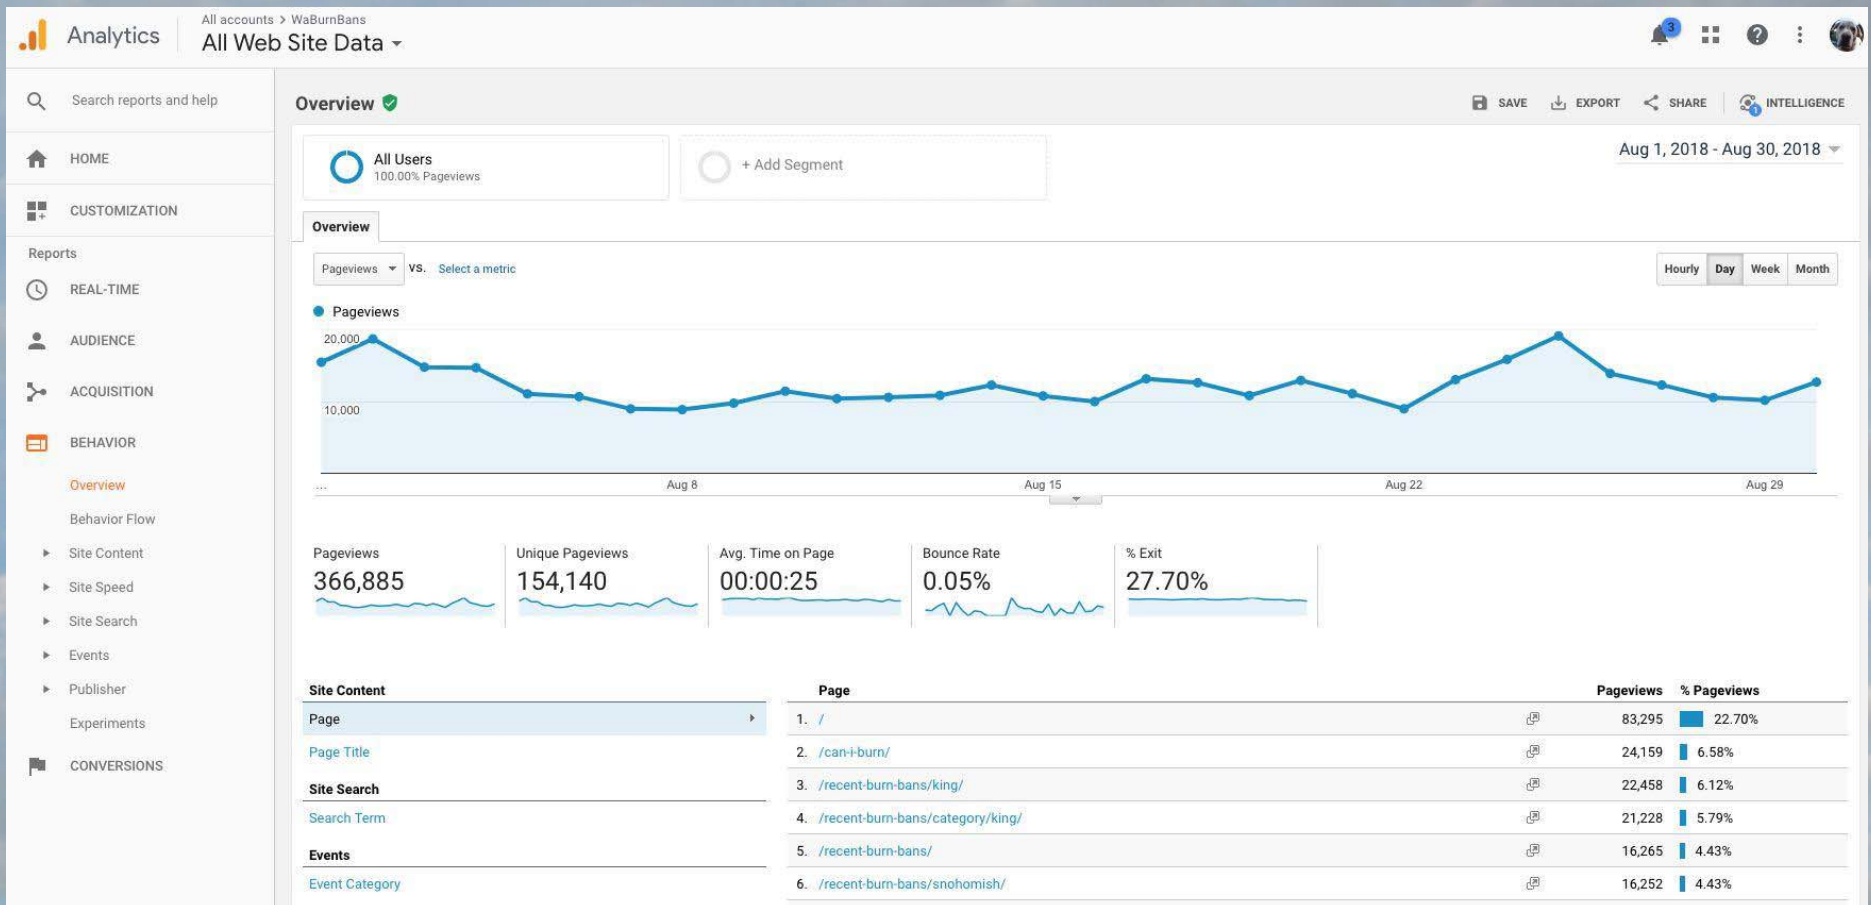 All accounts > WaBurnBans
Analytics
All Web Site Data
3
Search reports and help
HOME
CUSTOMIZATION
Reports
REAL-TIME
AUDIENCE
ACQUISITION
BEHAVIOR
Overview
Behavior Flow
Site Content
Site Speed
Site Search
Events
Publisher
Experiments
CONVERSIONS
Overview
SAVE EXPORT SHARE 1 INTELLIGENCE
All Users
100.00% Pageviews
+ Add Segment
Aug 1, 2018 - Aug 30, 2018
Overview
Pageviews VS. Select a metric
Hourly Day Week Month
Pageviews
20,000
10,000
... Aug 8 Aug 15 Aug 22 Aug 29
Pageviews
366,885
Unique Pageviews
154,140
Avg. Time on Page
00:00:25
Bounce Rate
0.05%
% Exit
27.70%
Site Content
Page
Page Title
Site Search
Search Term
Events
Event Category
Page Pageviews % Pageviews
1. / 83,295 22.70%
2. /can-i-burn/ 24,159 6.58%
3. /recent-burn-bans/king/ 22,458 6.12%
4. /recent-burn-bans/category/king/ 21,228 5.79%
5. /recent-burn-bans/ 16,265 4.43%
6. /recent-burn-bans/snohomish/ 16,252 4.43%